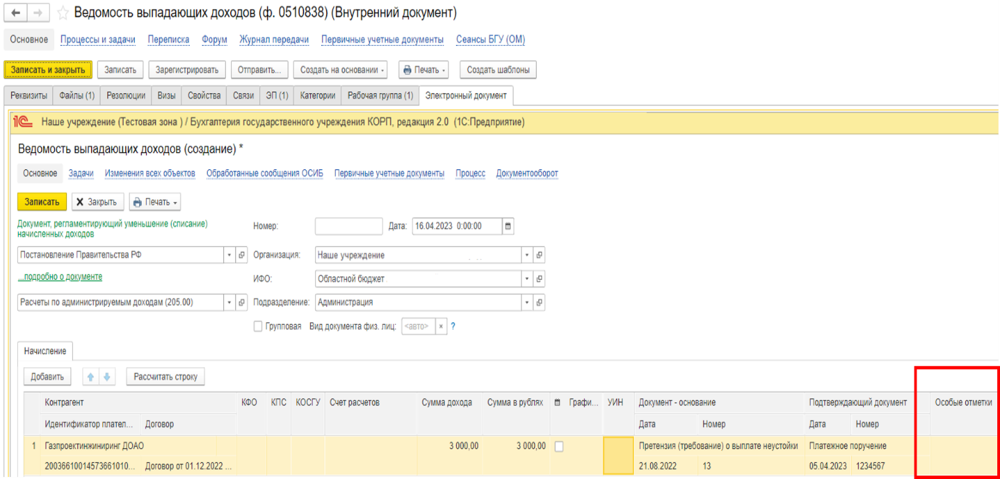 Ведомость выпадающих доходов (ф. 0510838) (Внутренний документ)
Основное Процессы и задачи Переписка Форум Журнал передачи Первичные учетные документы Сеансы БГУ (ОМ)
Записать и закрыть Записать Зарегистрировать Отправить... Создать на основании Печать Создать шаблоны
Реквизиты Файлы (1) Резолюции Визы Свойства Связи ЭП (1) Категории Рабочая группа (1) Электронный документ
1С Наше учреждение (Тестовая зона ) / Бухгалтерия государственного учреждения КОРП, редакция 2.0 (1С:Предприятие)
Ведомость выпадающих доходов (создание) *
Основное Задачи Изменения всех объектов Обработанные сообщения ОСИБ Первичные учетные документы Процесс Документооборот
Записать Закрыть Печать
Документ, регламентирующий уменьшение (списание)
начисленных доходов
Номер: Дата: 16.04.2023 0:00:00
Постановление Правительства РФ Организация: Наше учреждение
...подробно о документе ИФО: Областной бюджет
Расчеты по администрируемым доходам (205.00) Подразделение: Администрация
Групповая Вид документа физ. лиц: <авто> × ?
Начисление
Добавить Рассчитать строку
Контрагент КФО КПС КОСГУ Счет расчетов Сумма дохода Сумма в рублях Графи... УИН Документ - основание Подтверждающий документ Особые отметки
Идентификатор плател... Договор Дата Номер Дата Номер
1 Газпроектинжиниринг ДОАО 3 000,00 3 000,00 Претензия (требование) о выплате неустойки Платежное поручение
20036610014573661010... Договор от 01.12.2022 ... 21.08.2022 13 05.04.2023 1234567